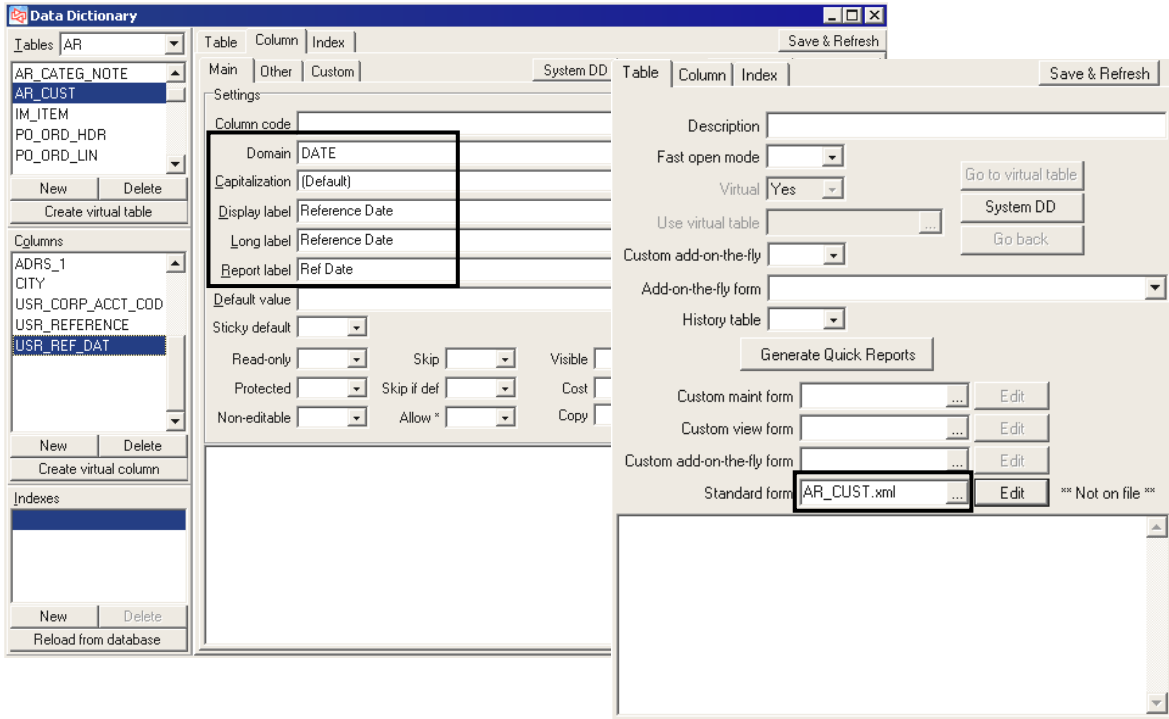 Data Dictionary
Tables AR
AR_CATEG_NOTE
AR_CUST
IM_ITEM
PO_ORD_HDR
PO_ORD_LIN
New Delete
Create virtual table
Columns
ADRS_1
CITY
USR_CORP_ACCT_COD
USR_REFERENCE
USR_REF_DAT
New Delete
Create virtual column
Indexes
New Delete
Reload from database
Table Column Index Save & Refresh
Main Other Custom System DD
Settings
Column code
Domain DATE
Capitalization (Default)
Display label Reference Date
Long label Reference Date
Report label Ref Date
Default value
Sticky default
Read-only Skip Visible
Protected Skip if def Cost
Non-editable Allow * Copy
Table Column Index Save & Refresh
Description
Fast open mode
Virtual Yes
Go to virtual table
Use virtual table ...
System DD
Go back
Custom add-on-the-fly
Add-on-the-fly form
History table
Generate Quick Reports
Custom maint form ... Edit
Custom view form ... Edit
Custom add-on-the-fly form ... Edit
Standard form AR_CUST.xml ... Edit ** Not on file **